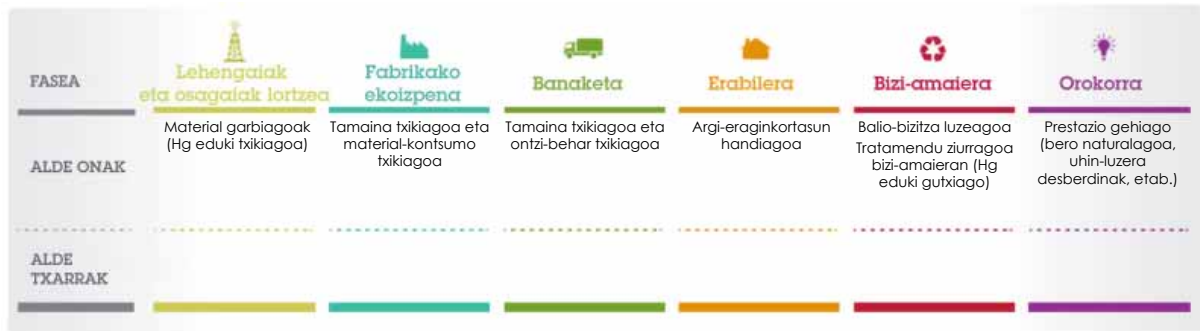 FASEA
Lehengaiak
eta osagaiak lortzea
Fabrikako
ekoizpena
Banaketa
Erabilera
Bizi-amaiera
Orokorra
ALDE ONAK
Material garbiagoak
(Hg eduki txikiagoa)
Tamaina txikiagoa eta
material-kontsumo
txikiagoa
Tamaina txikiagoa eta
ontzi-behar txikiagoa
Argi-eraginkortasun
handiagoa
Balio-bizitza luzeagoa
Tratamendu ziurragoa
bizi-amaieran (Hg
eduki gutxiago)
Prestazio gehiago
(bero naturalagoa,
uhin-luzera
desberdinak, etab.)
ALDE
TXARRAK